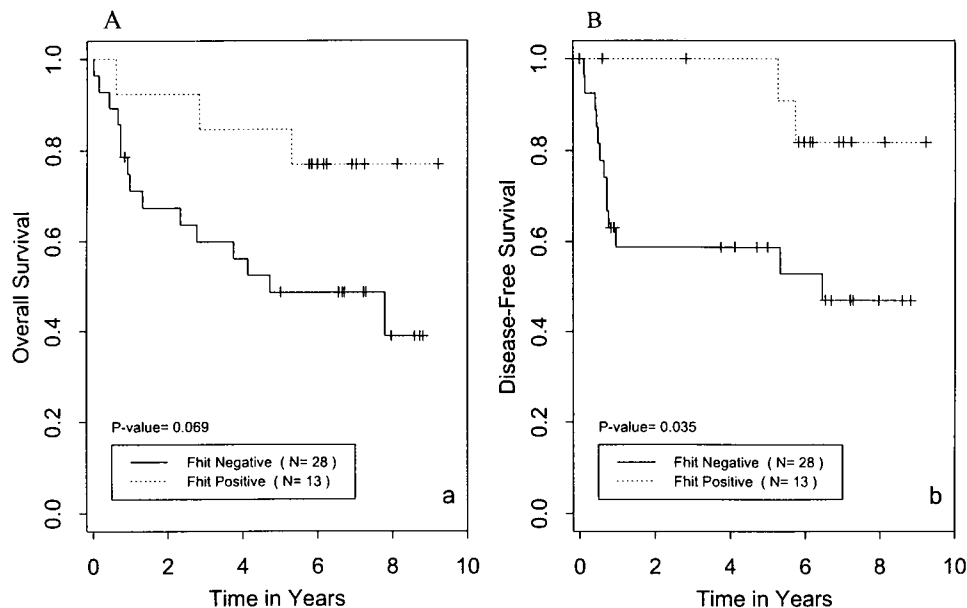 A
Overall Survival
1.0
0.8
0.6
0.4
0.2
0.0
P-value= 0.069
Fhit Negative ( N= 28 )
Fhit Positive ( N= 13 )
a
0 2 4 6 8 10
Time in Years
B
Disease-Free Survival
1.0
0.8
0.6
0.4
0.2
0.0
P-value= 0.035
Fhit Negative ( N= 28 )
Fhit Positive ( N= 13 )
b
0 2 4 6 8 10
Time in Years